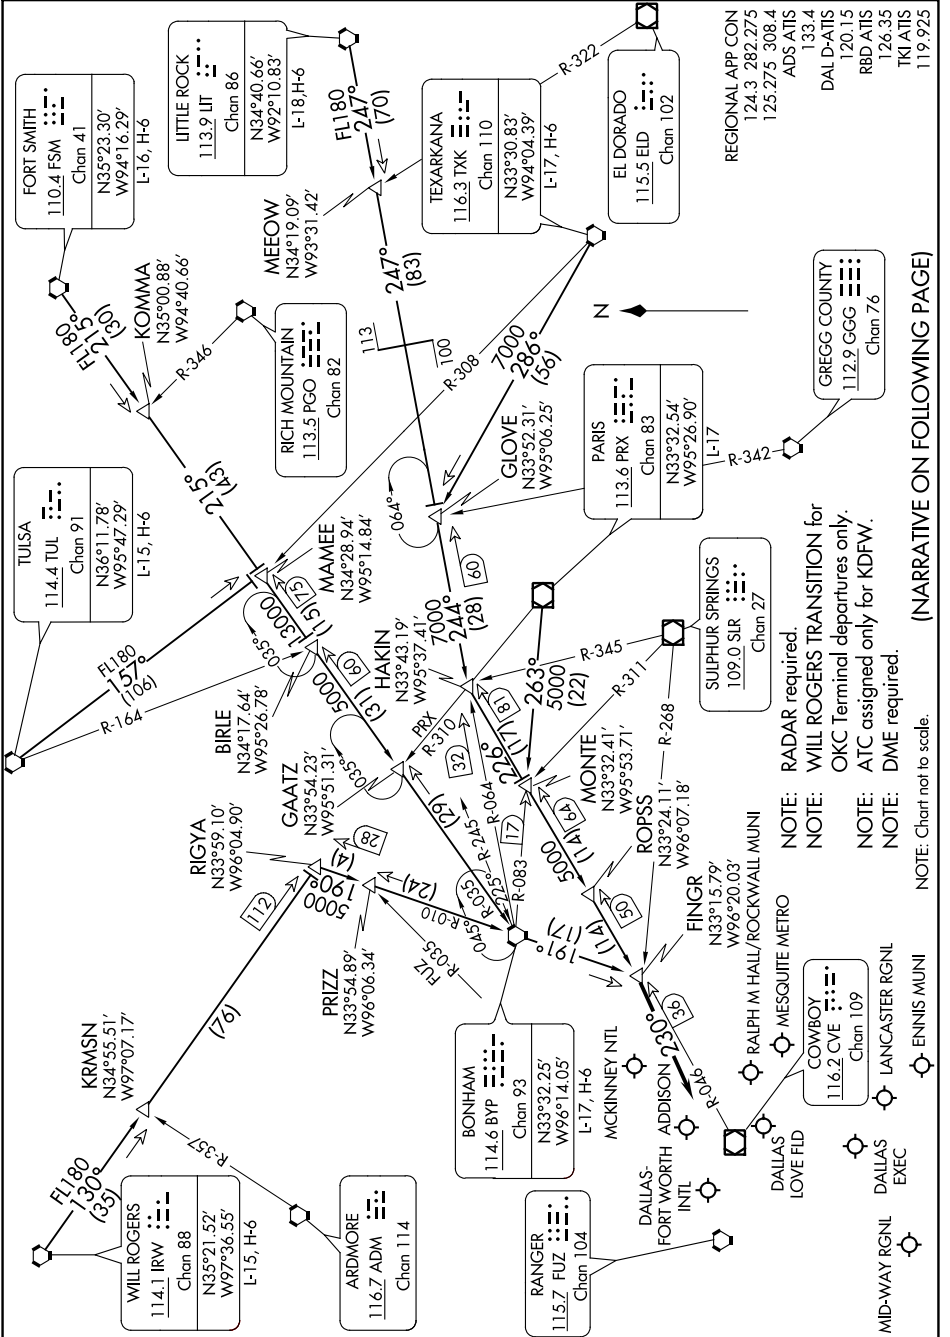 FORT SMITH
110.4 FSM
Chan 41
N35°23.30'
W94°16.29'
L-16, H-6
LITTLE ROCK
113.9 LIT
Chan 86
N34°40.66'
W92°10.83'
L-18, H-6
FL180
247°
(70)
MEEOW
N34°19.09'
W93°31.42'
TEXARKANA
116.3 TXK
Chan 110
N33°30.83'
W94°04.39'
L-17, H-6
R-322
EL DORADO
115.5 ELD
Chan 102
REGIONAL APP CON
124.3 282.275
125.275 308.4
ADS ATIS
133.4
DAL D-ATIS
120.15
RBD ATIS
126.35
TKI ATIS
119.925
FL180
215°
(30)
KOMMA
N35°00.88'
W94°40.66'
R-346
RICH MOUNTAIN
113.5 PGO
Chan 82
247°
(83)
113
100
R-308
7000
286°
(56)
N
GREGG COUNTY
112.9 GGG
Chan 76
R-342
TULSA
114.4 TUL
Chan 91
N36°11.78'
W95°47.29'
L-15, H-6
215°
(43)
MAMEE
N34°28.94'
W95°14.84'
064°
GLOVE
N33°52.31'
W95°06.25'
PARIS
113.6 PRX
Chan 83
N33°32.54'
W95°26.90'
L-17
FL180
157°
(106)
R-164
13000
(15)
75
035°
BIRLE
N34°17.64'
W95°26.78'
5000
(31)
60
7000
244°
(28)
60
HAKIN
N33°43.19'
W95°37.41'
PRX
R-310
263°
5000
(22)
R-345
R-311
SULPHUR SPRINGS
109.0 SLR
Chan 27
R-268
GAATZ
N33°54.23'
W95°51.31'
035°
(29)
226°
(17)
81
32
R-064
R-245
225°
R-083
17
MONTE
N33°32.41'
W95°53.71'
5000
(14)
64
ROPSS
N33°24.11'
W96°07.18'
50
(14)
RIGYA
N33°59.10'
W96°04.90'
112
28
5000
190°
(4)
PRIZZ
N33°54.89'
W96°06.34'
(24)
R-010
FUZ
R-035
R-035
045°
191°
(17)
FINGR
N33°15.79'
W96°20.03'
230°
36
R-046
KRMSN
N34°55.51'
W97°07.17'
(76)
FL180
130°
(35)
R-357
WILL ROGERS
114.1 IRW
Chan 88
N35°21.52'
W97°36.55'
L-15, H-6
ARDMORE
116.7 ADM
Chan 114
BONHAM
114.6 BYP
Chan 93
N33°32.25'
W96°14.05'
L-17, H-6
RANGER
115.7 FUZ
Chan 104
COWBOY
116.2 CVE
Chan 109
MCKINNEY NTL
ADDISON
DALLAS-
FORT WORTH
INTL
DALLAS
LOVE FLD
RALPH M HALL/ROCKWALL MUNI
MESQUITE METRO
LANCASTER RGNL
ENNIS MUNI
DALLAS
EXEC
MID-WAY RGNL
NOTE: RADAR required.
NOTE: WILL ROGERS TRANSITION for
OKC Terminal departures only.
NOTE: ATC assigned only for KDFW.
NOTE: DME required.
NOTE: Chart not to scale.
(NARRATIVE ON FOLLOWING PAGE)